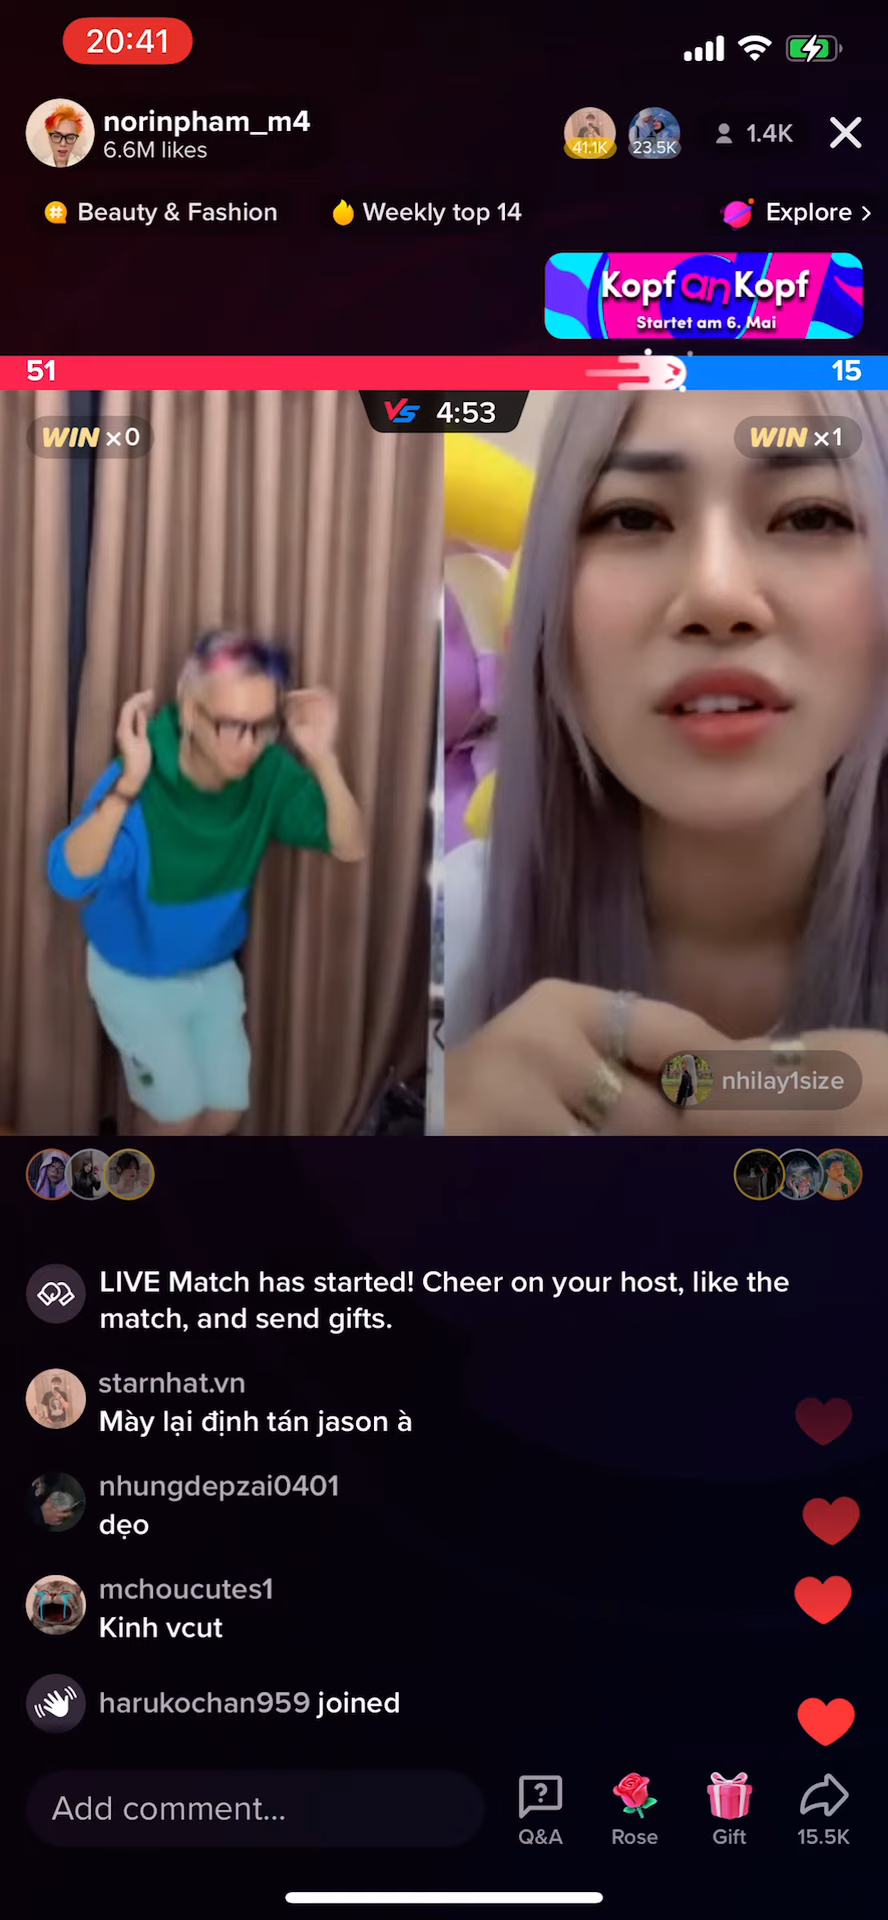 20:41
norinpham_m4
6.6M likes
41.1K
23.5K
1.4K
Beauty & Fashion
Weekly top 14
Explore >
Kopf an Kopf
Startet am 6. Mai
51
15
VS 4:53
WIN x0
WIN x1
nhilay1size
LIVE Match has started! Cheer on your host, like the
match, and send gifts.
starnhat.vn
Mày lại định tán jason à
nhungdepzai0401
dẹo
mchoucutes1
Kinh vcut
harukochan959 joined
Add comment...
Q&A
Rose
Gift
15.5K